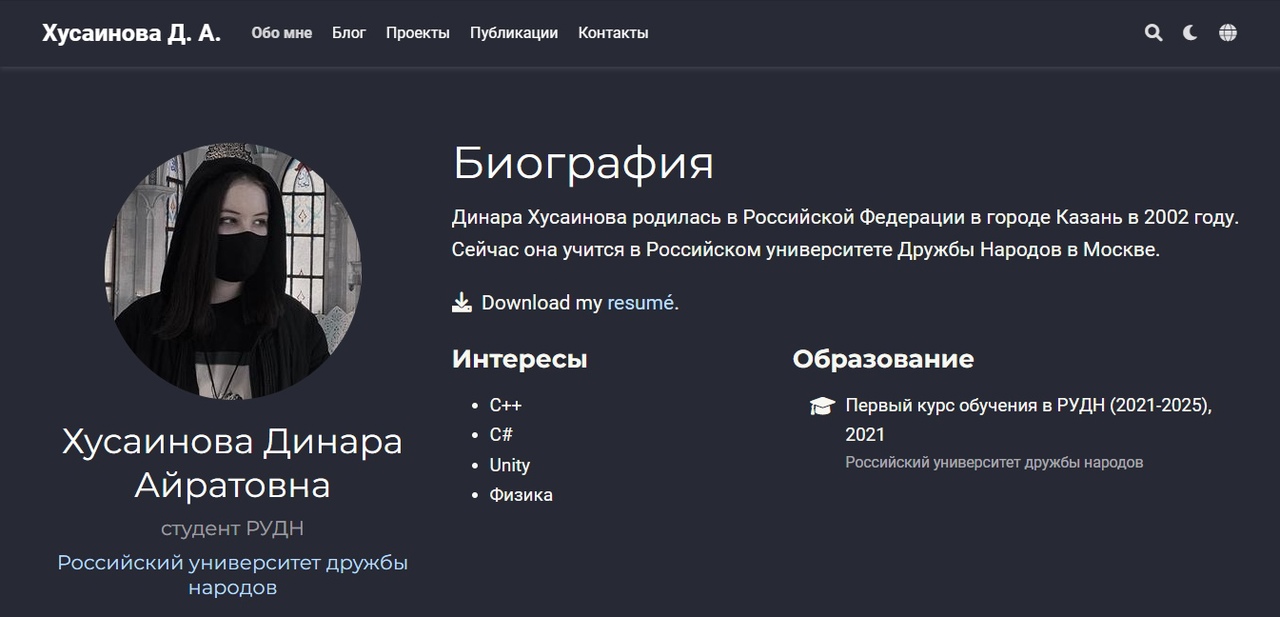 Хусаинова Д. А.
Обо мне
Блог
Проекты
Публикации
Контакты
Хусаинова Динара
Айратовна
студент РУДН
Российский университет дружбы
народов
Биография
Динара Хусаинова родилась в Российской Федерации в городе Казань в 2002 году.
Сейчас она учится в Российском университете Дружбы Народов в Москве.
Download my resumé.
Интересы
C++
C#
Unity
Физика
Образование
Первый курс обучения в РУДН (2021-2025),
2021
Российский университет дружбы народов